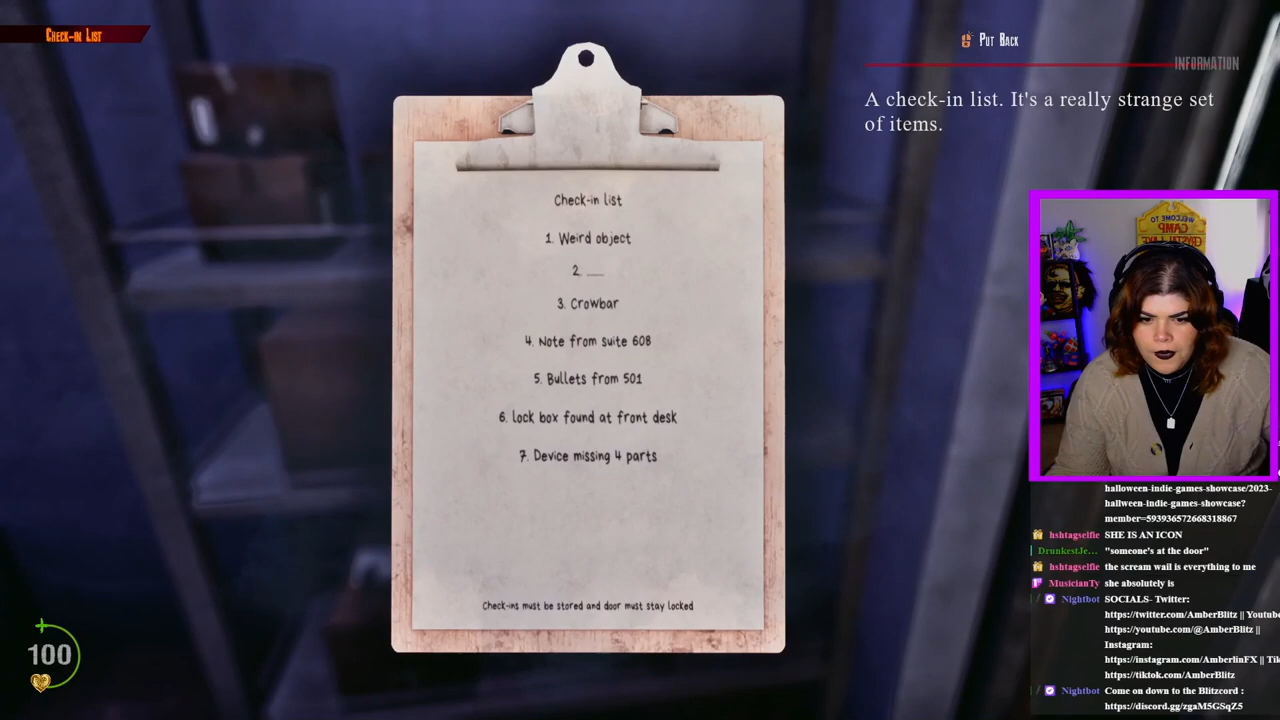 Check-in List
Put Back
INFORMATION
A check-in list. It's a really strange set
of items.
Check-in list
1. Weird object
2. ___
3. Crowbar
4. Note from suite 608
5. Bullets from 501
6. lock box found at front desk
7. Device missing 4 parts
Check-ins must be stored and door must stay locked
100
WELCOME TO
CAMP
CRYSTAL LAKE
halloween-indie-games-showcase/2023-
hallween-indie-games-showcase?
member=593936572668318867
hshtagselfie SHE IS AN ICON
DrunkestJe... "someone's at the door"
hshtagselfie the scream wail is everything to me
MusicianTy she absolutely is
Nightbot SOCIALS- Twitter:
https://twitter.com/AmberBlitz || Youtube
https://youtube.com/@AmberBlitz ||
Instagram:
https://instagram.com/AmberlinFX || Tik
https://tiktok.com/AmberBlitz
Nightbot Come on down to the Blitzcord :
https://discord.gg/zgaM5GSqZ5